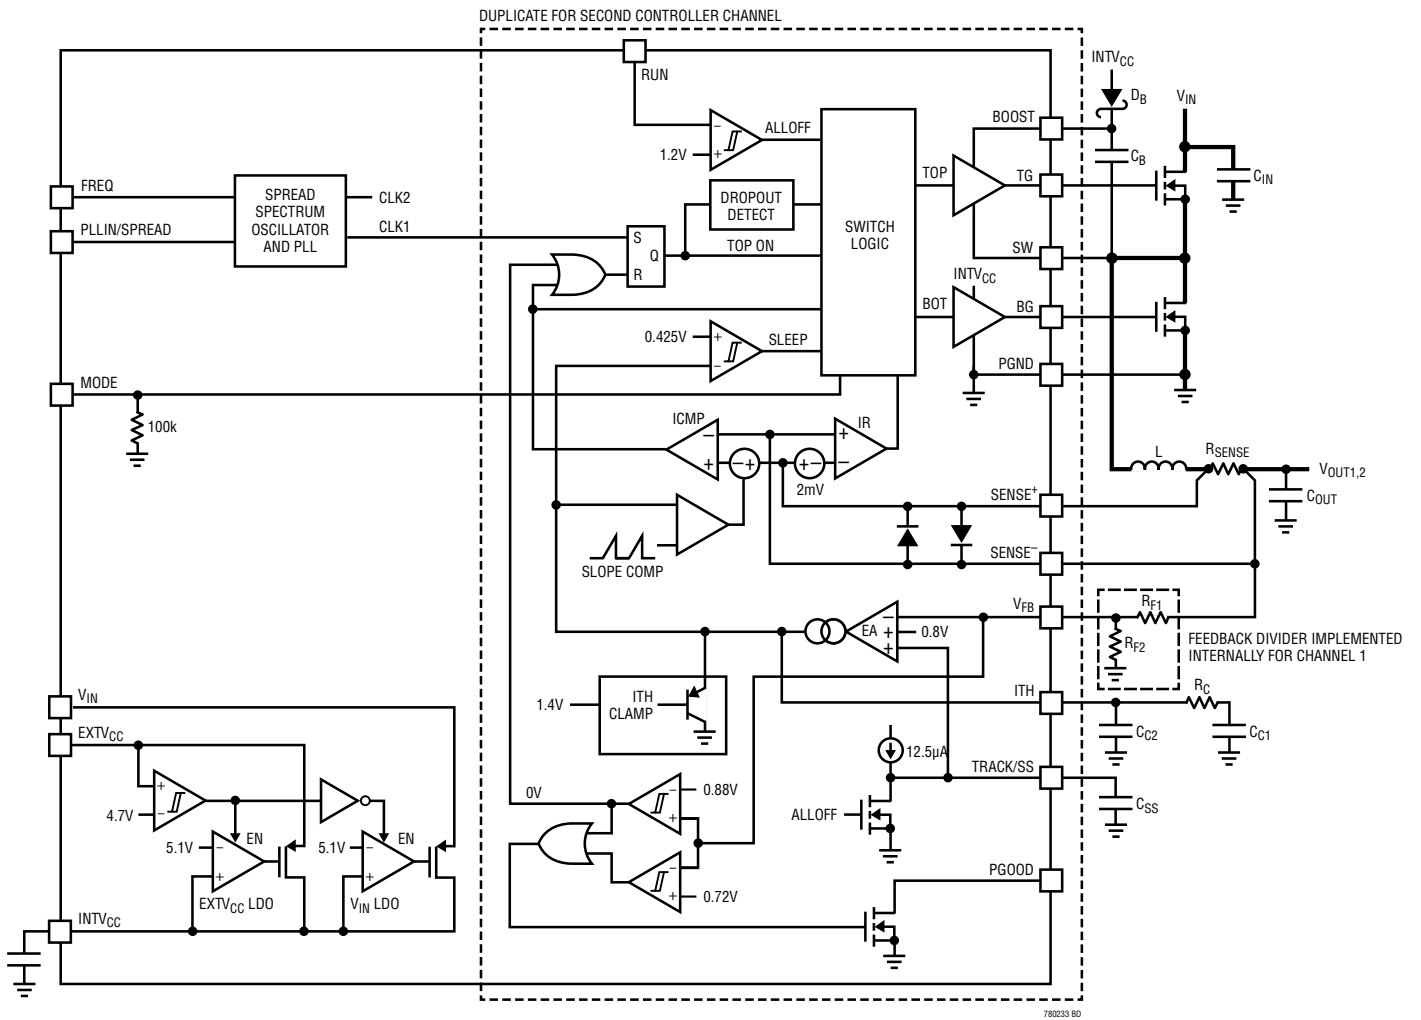 DUPLICATE FOR SECOND CONTROLLER CHANNEL
RUN
INTVCC
DB
VIN
BOOST
ALLOFF
−
+
1.2V
CB
CIN
FREQ
PLLIN/SPREAD
SPREAD
SPECTRUM
OSCILLATOR
AND PLL
CLK2
CLK1
DROPOUT
DETECT
TOP
TG
SWITCH
LOGIC
S
Q
R
TOP ON
SW
INTVCC
BOT
BG
0.425V
+
−
SLEEP
PGND
MODE
100k
ICMP
−
+
−+
+−
2mV
IR
+
−
L
RSENSE
VOUT1,2
COUT
SENSE+
SENSE−
SLOPE COMP
VFB
EA
−
+
+
0.8V
RF1
RF2
FEEDBACK DIVIDER IMPLEMENTED
INTERNALLY FOR CHANNEL 1
VIN
1.4V
ITH
CLAMP
ITH
RC
CC2
CC1
EXTVCC
12.5µA
TRACK/SS
CSS
+
−
4.7V
0V
−
+
0.88V
ALLOFF
5.1V
−
+
EN
5.1V
−
+
EN
−
+
0.72V
PGOOD
EXTVCC LDO
VIN LDO
INTVCC
780233 BD